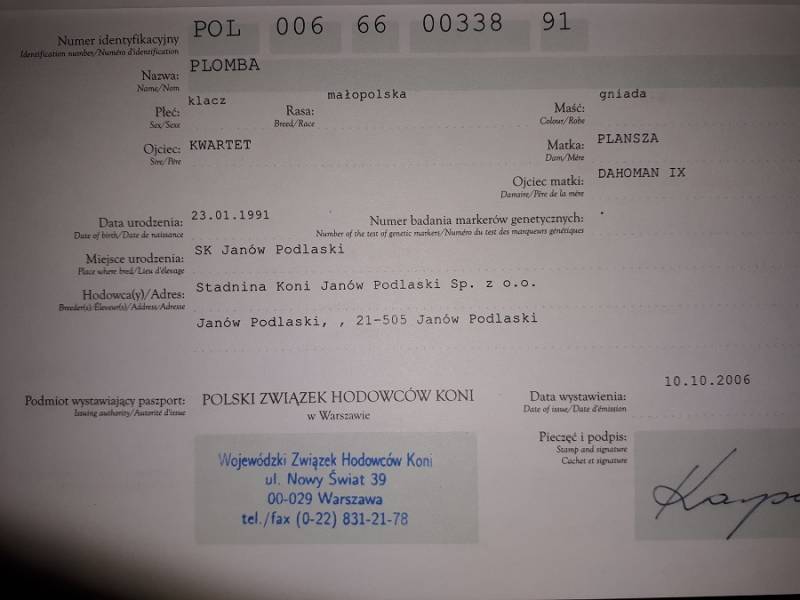 Numer identyfikacyjny POL 006 66 00338 91
Identification number/Numéro d'identification
Nazwa: PLOMBA
Name/Nom
Płeć: klacz Rasa: małopolska Maść: gniada
Sex/Sexe Breed/Race Colour/Robe
Ojciec: KWARTET Matka: PLANSZA
Sire/Père Dam/Mère
Ojciec matki: DAHOMAN IX
Damsire/Père de la mère
Data urodzenia: 23.01.1991 Numer badania markerów genetycznych:
Date of birth/Date de naissance Number of the test of genetic markers/Numéro du test des marqueurs génétiques
Miejsce urodzenia: SK Janów Podlaski
Place where bred/Lieu d'élevage
Hodowca(y)/Adres: Stadnina Koni Janów Podlaski Sp. z o.o.
Breeder(s)/Éleveur(s)/Address/Adresse
Janów Podlaski, , 21-505 Janów Podlaski
Podmiot wystawiający paszport: POLSKI ZWIĄZEK HODOWCÓW KONI
Issuing authority/Autorité d'issue
w Warszawie
Data wystawienia: 10.10.2006
Date of issue/Date d'émission
Pieczęć i podpis:
Stamp and signature
Cachet et signature
Wojewódzki Związek Hodowców Koni
ul. Nowy Świat 39
00-029 Warszawa
tel./fax (0-22) 831-21-78